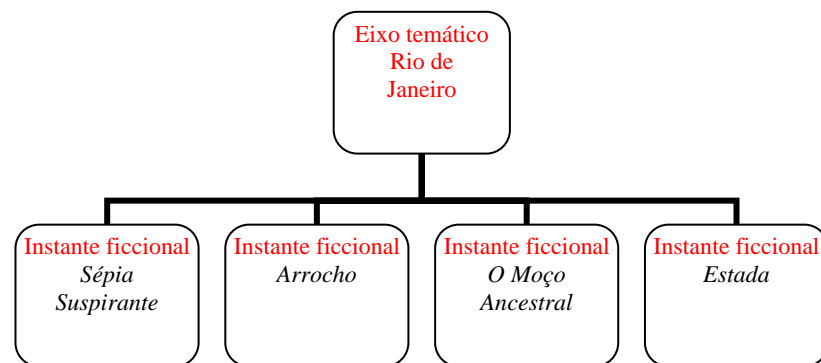 Eixo temático
Rio de
Janeiro
Instante ficcional
Sépia
Suspirante
Instante ficcional
Arrocho
Instante ficcional
O Moço
Ancestral
Instante ficcional
Estada